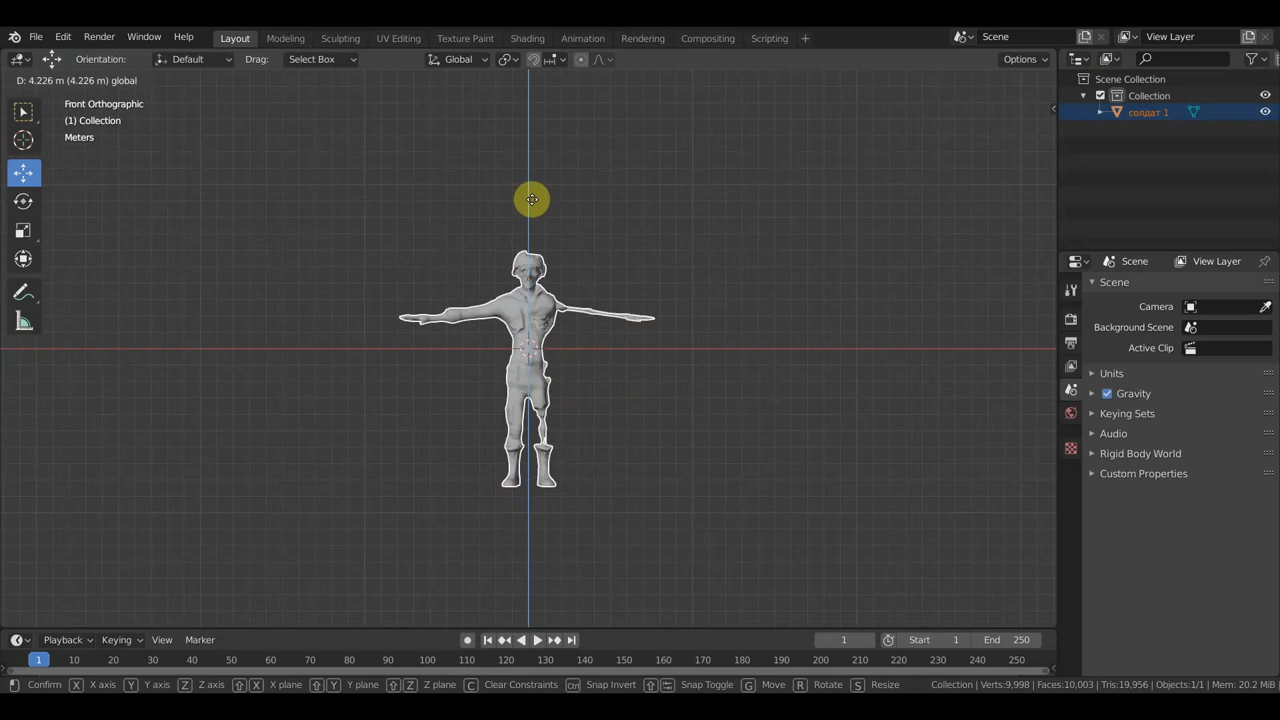 File Edit Render Window Help Layout Modeling Sculpting UV Editing Texture Paint Shading Animation Rendering Compositing Scripting + Scene View Layer
Orientation: Default Drag: Select Box Global Options
D: 4.226 m (4.226 m) global
Front Orthographic
(1) Collection
Meters
Scene Collection
Collection
солдат 1
Scene View Layer
Scene
Camera
Background Scene
Active Clip
Units
Gravity
Keying Sets
Audio
Rigid Body World
Custom Properties
Playback Keying View Marker 1 Start 1 End 250
1 10 20 30 40 50 60 70 80 90 100 110 120 130 140 150 160 170 180 190 200 210 220 230 240 250
Confirm X X axis Y Y axis Z Z axis X X plane Y Y plane Z Z plane C Clear Constraints Ctrl Snap Invert Snap Toggle G Move R Rotate S Resize Collection | Verts:9,998 | Faces:10,003 | Tris:19,956 | Objects:1/1 | Mem: 20.2 MiB